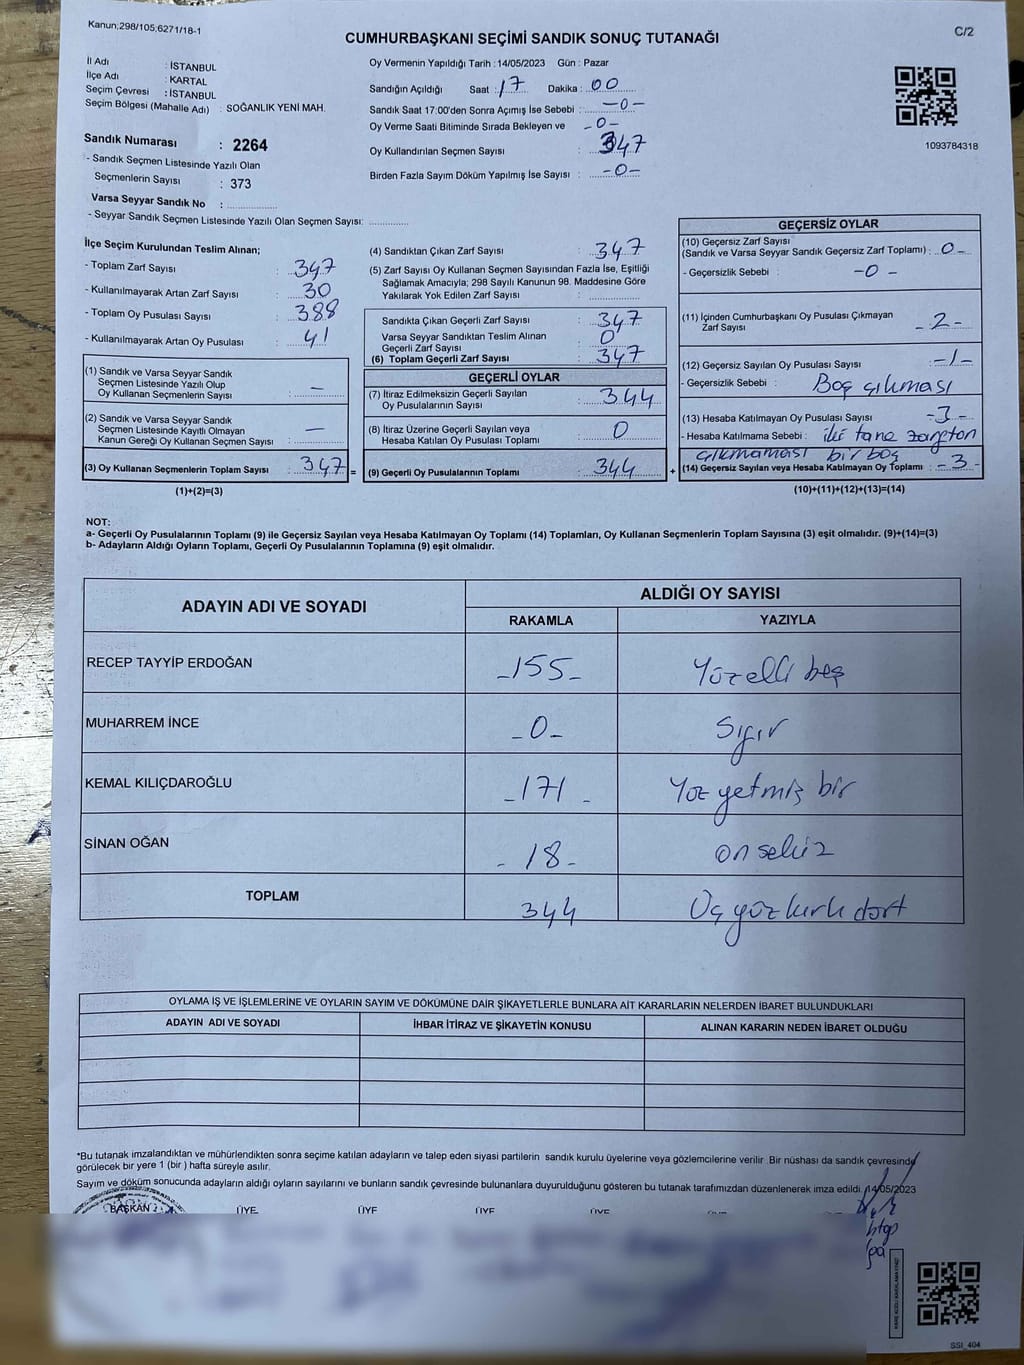 Kanun;298/105;6271/18-1
C/2
CUMHURBAŞKANI SEÇİMİ SANDIK SONUÇ TUTANAĞI
İl Adı : İSTANBUL
İlçe Adı : KARTAL
Seçim Çevresi : İSTANBUL
Seçim Bölgesi (Mahalle Adı) : SOĞANLIK YENİ MAH.
Sandık Numarası : 2264
- Sandık Seçmen Listesinde Yazılı Olan
Seçmenlerin Sayısı : 373
Varsa Seyyar Sandık No :
- Seyyar Sandık Seçmen Listesinde Yazılı Olan Seçmen Sayısı:
Oy Vermenin Yapıldığı Tarih : 14/05/2023 Gün : Pazar
Sandığın Açıldığı Saat : 17 Dakika : 00
Sandık Saat 17:00'den Sonra Açımış İse Sebebi : -0-
Oy Verme Saati Bitiminde Sırada Bekleyen ve -0-
Oy Kullandırılan Seçmen Sayısı : 347
Birden Fazla Sayım Döküm Yapılmış İse Sayısı : -0-
1093784318
İlçe Seçim Kurulundan Teslim Alınan;
- Toplam Zarf Sayısı : 347
- Kullanılmayarak Artan Zarf Sayısı : 30
- Toplam Oy Pusulası Sayısı : 388
- Kullanılmayarak Artan Oy Pusulası : 41
(1) Sandık ve Varsa Seyyar Sandık
Seçmen Listesinde Yazılı Olup
Oy Kullanan Seçmenlerin Sayısı : —
(2) Sandık ve Varsa Seyyar Sandık
Seçmen Listesinde Kayıtlı Olmayan
Kanun Gereği Oy Kullanan Seçmen Sayısı : —
(3) Oy Kullanan Seçmenlerin Toplam Sayısı : 347 =
(1)+(2)=(3)
(4) Sandıktan Çıkan Zarf Sayısı : 347
(5) Zarf Sayısı Oy Kullanan Seçmen Sayısından Fazla İse, Eşitliği
Sağlamak Amacıyla; 298 Sayılı Kanunun 98. Maddesine Göre
Yakılarak Yok Edilen Zarf Sayısı :
Sandıkta Çıkan Geçerli Zarf Sayısı : 347
Varsa Seyyar Sandıktan Teslim Alınan
Geçerli Zarf Sayısı : 0
(6) Toplam Geçerli Zarf Sayısı : 347
GEÇERLİ OYLAR
(7) İtiraz Edilmeksizin Geçerli Sayılan
Oy Pusulalarının Sayısı : 344
(8) İtiraz Üzerine Geçerli Sayılan veya
Hesaba Katılan Oy Pusulası Toplamı : 0
(9) Geçerli Oy Pusulalarının Toplamı : 344 +
GEÇERSİZ OYLAR
(10) Geçersiz Zarf Sayısı
(Sandık ve Varsa Seyyar Sandık Geçersiz Zarf Toplamı) : 0-
- Geçersizlik Sebebi : -0-
(11) İçinden Cumhurbaşkanı Oy Pusulası Çıkmayan
Zarf Sayısı : -2-
(12) Geçersiz Sayılan Oy Pusulası Sayısı : -1-
- Geçersizlik Sebebi : Boş çıkması
(13) Hesaba Katılmayan Oy Pusulası Sayısı -3-
- Hesaba Katılmama Sebebi : iki tane zarftan
çıkmaması bir boş
(14) Geçersiz Sayılan veya Hesaba Katılmayan Oy Toplamı : -3-
(10)+(11)+(12)+(13)=(14)
NOT:
a- Geçerli Oy Pusulalarının Toplamı (9) ile Geçersiz Sayılan veya Hesaba Katılmayan Oy Toplamı (14) Toplamları, Oy Kullanan Seçmenlerin Toplam Sayısına (3) eşit olmalıdır. (9)+(14)=(3)
b- Adayların Aldığı Oyların Toplamı, Geçerli Oy Pusulalarının Toplamına (9) eşit olmalıdır.
ADAYIN ADI VE SOYADI ALDIĞI OY SAYISI
RAKAMLA YAZIYLA
RECEP TAYYİP ERDOĞAN -155- Yüzelli beş
MUHARREM İNCE -0- Sıfır
KEMAL KILIÇDAROĞLU -171- Yüz yetmiş bir
SİNAN OĞAN -18- on sekiz
TOPLAM 344 Üç yüz kırk dört
OYLAMA İŞ VE İŞLEMLERİNE VE OYLARIN SAYIM VE DÖKÜMÜNE DAİR ŞİKAYETLERLE BUNLARA AİT KARARLARIN NELERDEN İBARET BULUNDUKLARI
ADAYIN ADI VE SOYADI İHBAR İTİRAZ VE ŞİKAYETİN KONUSU ALINAN KARARIN NEDEN İBARET OLDUĞU
*Bu tutanak imzalandıktan ve mühürlendikten sonra seçime katılan adayların ve talep eden siyasi partilerin sandık kurulu üyelerine veya gözlemcilerine verilir. Bir nüshası da sandık çevresinde
görülecek bir yere 1 (bir) hafta süreyle asılır.
Sayım ve döküm sonucunda adayların aldığı oyların sayılarını ve bunların sandık çevresinde bulunanlara duyurulduğunu gösteren bu tutanak tarafımızdan düzenlenerek imza edildi. 14/05/2023
BAŞKAN ÜYE ÜYE ÜYE ÜYE
SSI_404